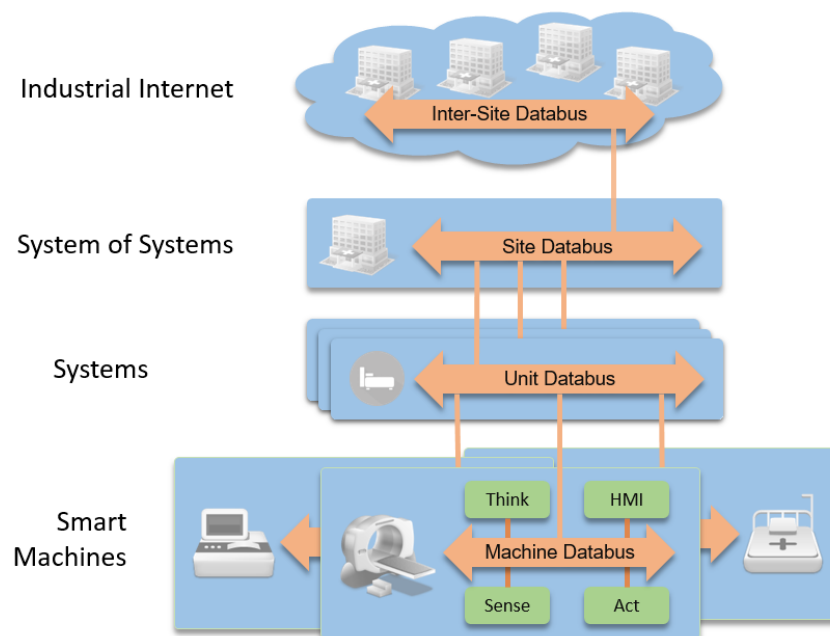 Industrial Internet
Inter-Site Databus
System of Systems
Site Databus
Systems
Unit Databus
Smart
Machines
Think
HMI
Machine Databus
Sense
Act